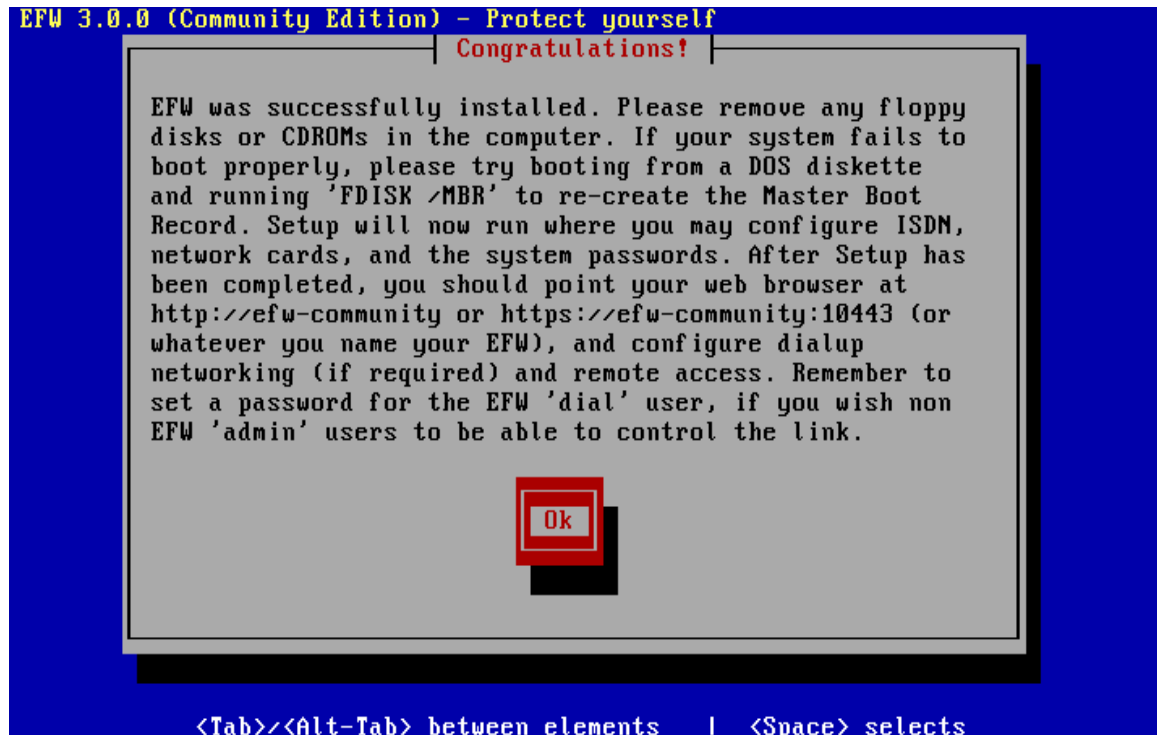 EFW 3.0.0 (Community Edition) - Protect yourself
Congratulations!
EFW was successfully installed. Please remove any floppy
disks or CDROMs in the computer. If your system fails to
boot properly, please try booting from a DOS diskette
and running 'FDISK /MBR' to re-create the Master Boot
Record. Setup will now run where you may configure ISDN,
network cards, and the system passwords. After Setup has
been completed, you should point your web browser at
http://efw-community or https://efw-community:10443 (or
whatever you name your EFW), and configure dialup
networking (if required) and remote access. Remember to
set a password for the EFW 'dial' user, if you wish non
EFW 'admin' users to be able to control the link.
Ok
<Tab>/<Alt-Tab> between elements | <Space> selects